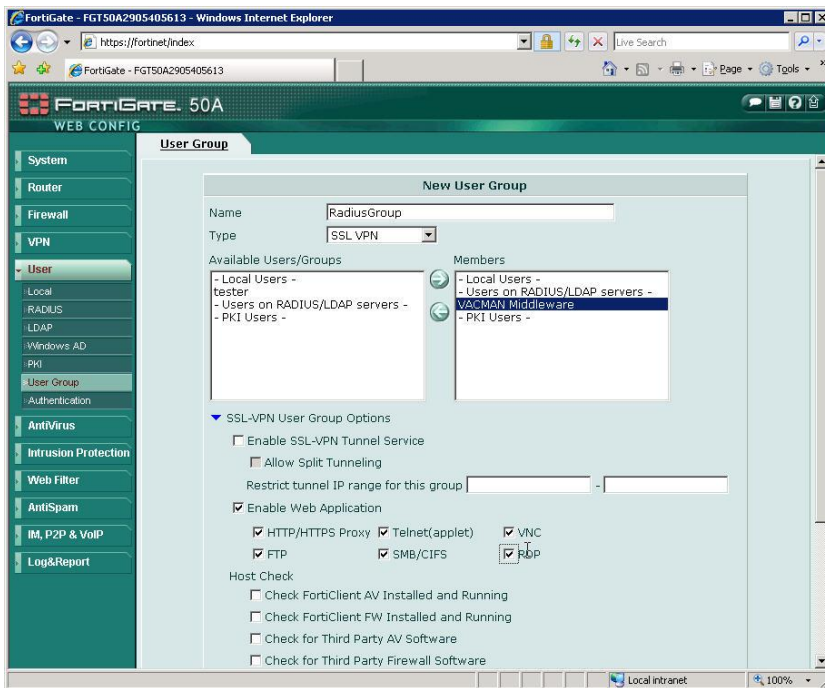 FortiGate - FGT50A2905405613 - Windows Internet Explorer
https://fortinet/index
Live Search
FortiGate - FGT50A2905405613
Page
Tools
FORTIGATE. 50A
WEB CONFIG
User Group
System
Router
Firewall
VPN
User
Local
RADIUS
LDAP
Windows AD
PKI
User Group
Authentication
AntiVirus
Intrusion Protection
Web Filter
AntiSpam
IM, P2P & VoIP
Log&Report
New User Group
Name RadiusGroup
Type SSL VPN
Available Users/Groups
- Local Users -
tester
- Users on RADIUS/LDAP servers -
- PKI Users -
Members
- Local Users -
- Users on RADIUS/LDAP servers -
VACMAN Middleware
- PKI Users -
SSL-VPN User Group Options
Enable SSL-VPN Tunnel Service
Allow Split Tunneling
Restrict tunnel IP range for this group -
Enable Web Application
HTTP/HTTPS Proxy Telnet(applet) VNC
FTP SMB/CIFS RDP
Host Check
Check FortiClient AV Installed and Running
Check FortiClient FW Installed and Running
Check for Third Party AV Software
Check for Third Party Firewall Software
Local intranet 100%